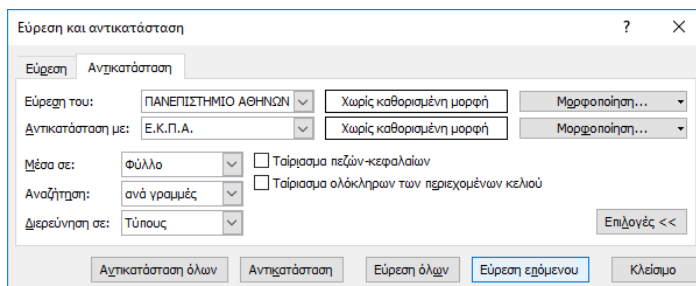 Εύρεση και αντικατάσταση ?
Εύρεση Αντικατάσταση
Εύρεση του: ΠΑΝΕΠΙΣΤΗΜΙΟ ΑΘΗΝΩΝ Χωρίς καθορισμένη μορφή Μορφοποίηση...
Αντικατάσταση με: Ε.Κ.Π.Α. Χωρίς καθορισμένη μορφή Μορφοποίηση...
Μέσα σε: Φύλλο Ταίριασμα πεζών-κεφαλαίων
Αναζήτηση: ανά γραμμές Ταίριασμα ολόκληρων των περιεχομένων κελιού
Διερεύνηση σε: Τύπους Επιλογές <<
Αντικατάσταση όλων Αντικατάσταση Εύρεση όλων Εύρεση επόμενου Κλείσιμο